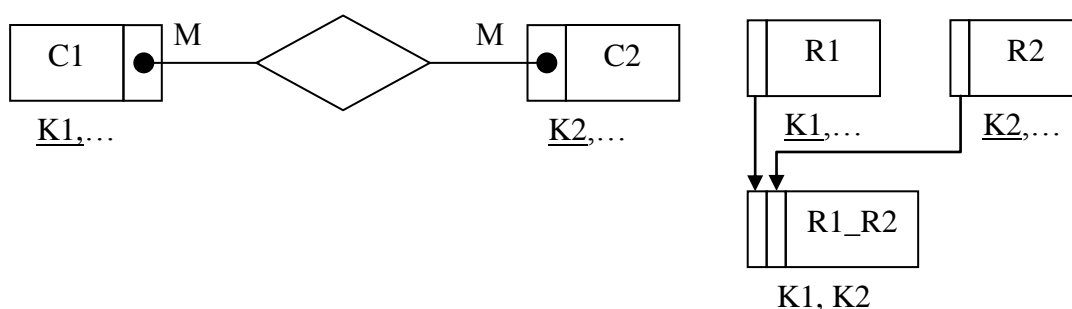 C1 M M C2
K1,… K2,…
R1 R2
K1,… K2,…
R1_R2
K1, K2